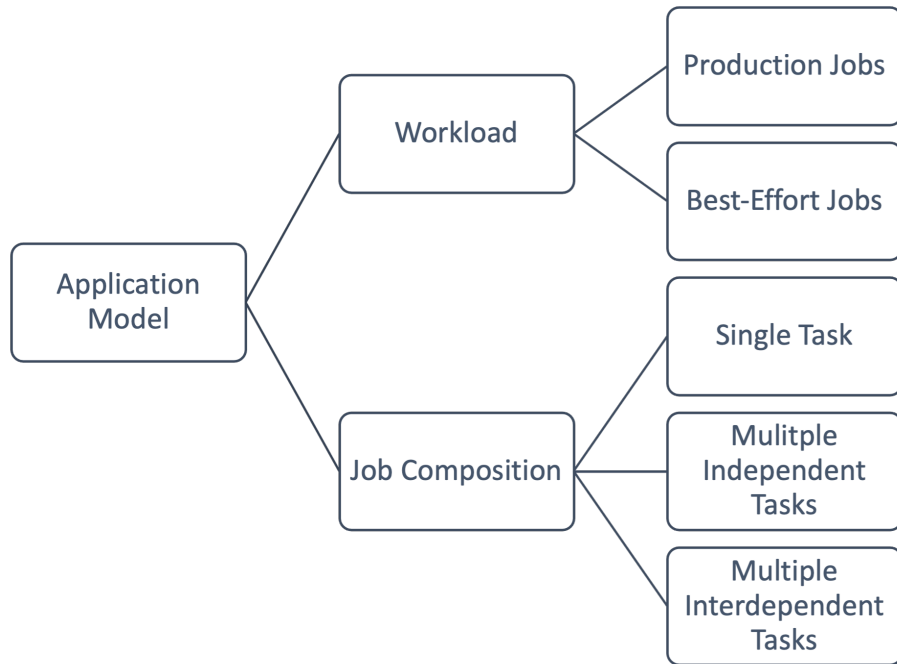 Application
Model
Workload
Production Jobs
Best-Effort Jobs
Job Composition
Single Task
Mulitple
Independent
Tasks
Multiple
Interdependent
Tasks